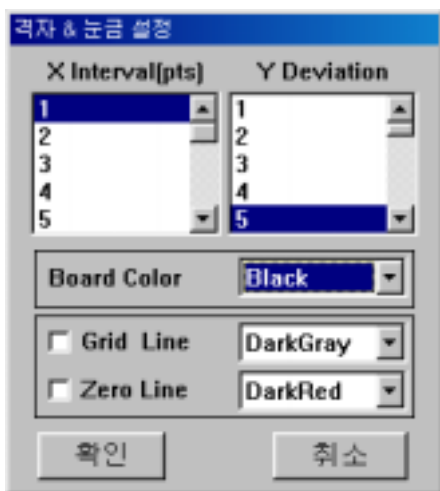 격자 & 눈금 설정
X Interval(pts) Y Deviation
1 1
2 2
3 3
4 4
5 5
Board Color Black
Grid Line DarkGray
Zero Line DarkRed
확인 취소